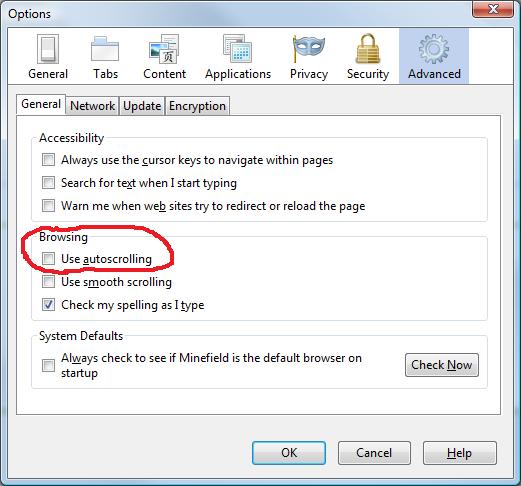 Options
General Tabs Content Applications Privacy Security Advanced
General Network Update Encryption
Accessibility
Always use the cursor keys to navigate within pages
Search for text when I start typing
Warn me when web sites try to redirect or reload the page
Browsing
Use autoscrolling
Use smooth scrolling
Check my spelling as I type
System Defaults
Always check to see if Minefield is the default browser on
startup
Check Now
OK Cancel Help